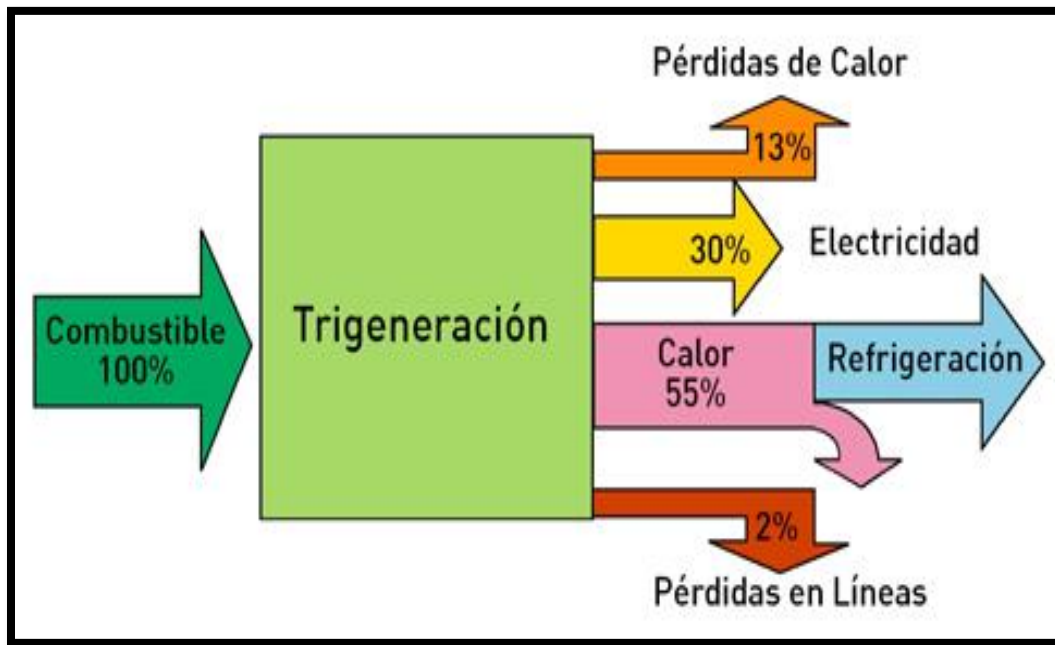 Pérdidas de Calor
13%
30%
Electricidad
Combustible
100%
Trigeneración
Calor
55%
Refrigeración
2%
Pérdidas en Líneas